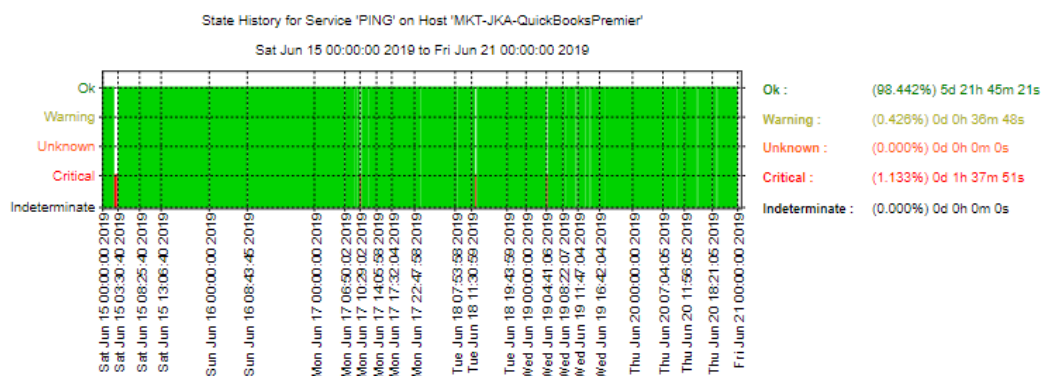 State History for Service 'PING' on Host 'MKT-JKA-QuickBooksPremier'
Sat Jun 15 00:00:00 2019 to Fri Jun 21 00:00:00 2019
Ok
Warning
Unknown
Critical
Indeterminate
Ok : (98.442%) 5d 21h 45m 21s
Warning : (0.426%) 0d 0h 36m 48s
Unknown : (0.000%) 0d 0h 0m 0s
Critical : (1.133%) 0d 1h 37m 51s
Indeterminate : (0.000%) 0d 0h 0m 0s
Sat Jun 15 00:00:00 2019
Sat Jun 15 03:30:40 2019
Sat Jun 15 08:25:40 2019
Sat Jun 15 13:06:40 2019
Sun Jun 16 00:00:00 2019
Sun Jun 16 08:43:45 2019
Mon Jun 17 00:00:00 2019
Mon Jun 17 06:50:02 2019
Mon Jun 17 10:29:02 2019
Mon Jun 17 14:05:58 2019
Mon Jun 17 17:32:04 2019
Mon Jun 17 22:47:58 2019
Tue Jun 18 07:53:58 2019
Tue Jun 18 11:30:59 2019
Tue Jun 18 19:43:59 2019
Wed Jun 19 00:00:00 2019
Wed Jun 19 04:41:06 2019
Wed Jun 19 08:22:07 2019
Wed Jun 19 11:47:04 2019
Wed Jun 19 16:42:04 2019
Thu Jun 20 00:00:00 2019
Thu Jun 20 07:04:05 2019
Thu Jun 20 11:56:05 2019
Thu Jun 20 18:21:05 2019
Fri Jun 21 00:00:00 2019